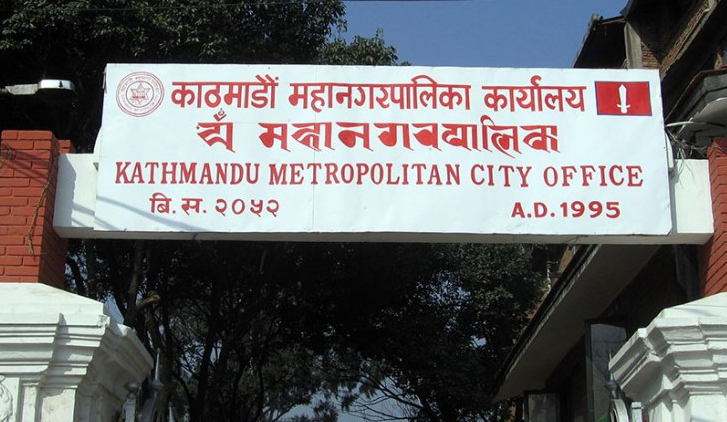 काठमाडौं महानगरपालिका कार्यालय
KATHMANDU METROPOLITAN CITY OFFICE
बि.स. २०५२ A.D. 1995